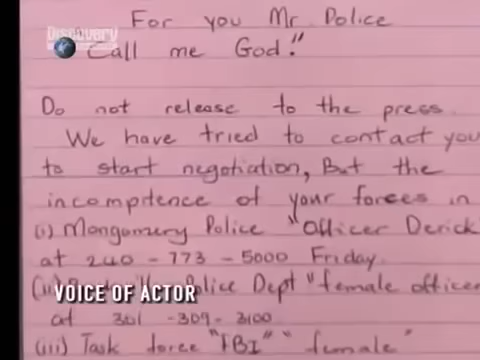 For you Mr. Police
Discovery
"Call me God."
Do not release to the press.
We have tried to contact you
to start negotiation, But the
incompitence of your forces in
(i) Montgomery Police "Officer Derick"
at 240-773-5000 Friday.
Police Dept "female officer
VOICE OF ACTOR
at 301-309-3100
(iii) Task force "FBI" "female"